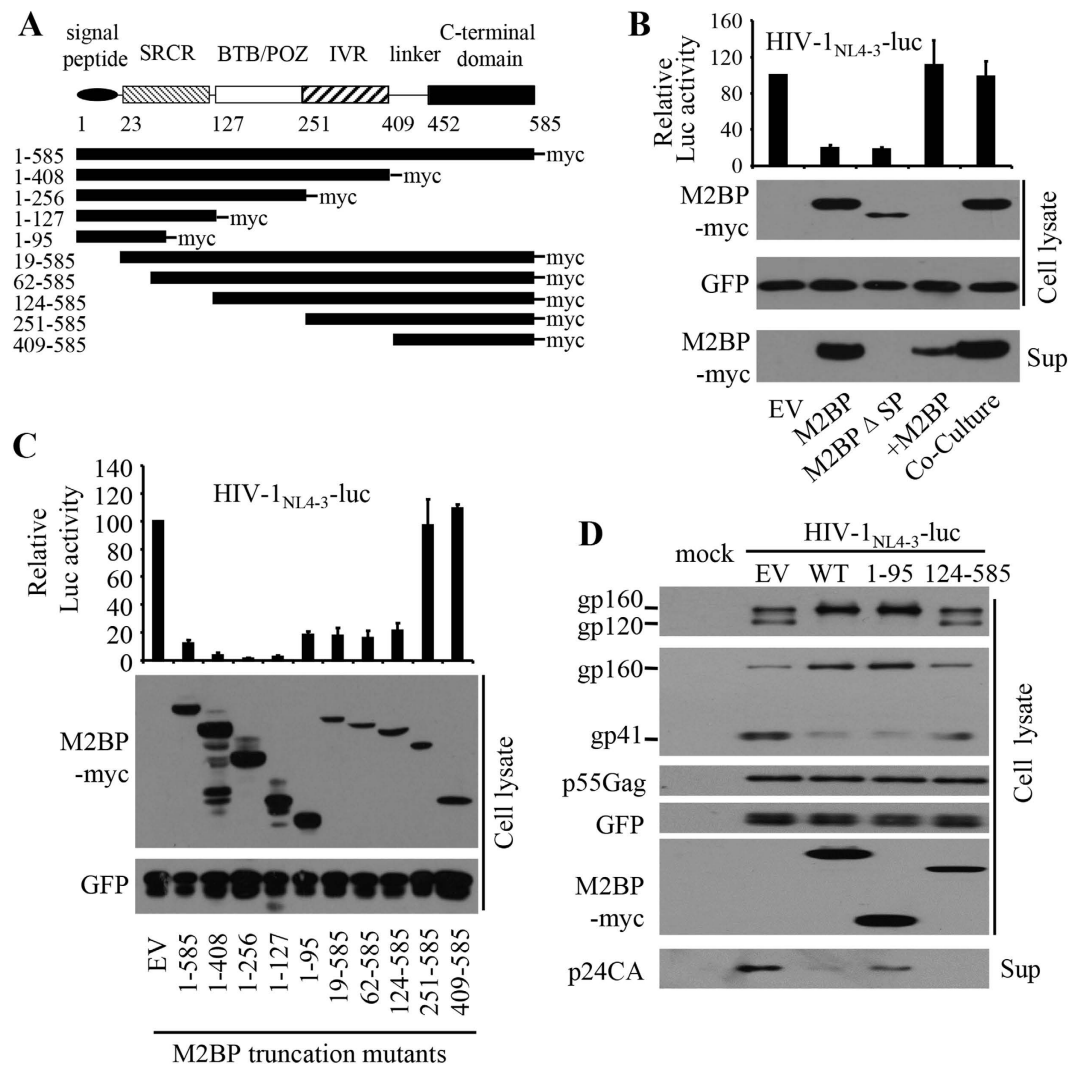 A
signal peptide
SRCR
BTB/POZ
IVR
linker
C-terminal domain
1 23 127 251 409 452 585
1-585 myc
1-408 myc
1-256 myc
1-127 myc
1-95 myc
19-585 myc
62-585 myc
124-585 myc
251-585 myc
409-585 myc
B
HIV-1NL4-3-luc
Relative
Luc activity
160
120
80
40
0
M2BP
-myc
GFP
Cell lysate
M2BP
-myc
Sup
EV
M2BP
M2BP Δ SP
+M2BP
Co-Culture
C
HIV-1NL4-3-luc
Relative
Luc activity
140
120
100
80
60
40
20
0
M2BP
-myc
GFP
Cell lysate
EV
1-585
1-408
1-256
1-127
1-95
19-585
62-585
124-585
251-585
409-585
M2BP truncation mutants
D
HIV-1NL4-3-luc
mock EV WT 1-95 124-585
gp160
gp120
gp160
gp41
p55Gag
GFP
M2BP
-myc
Cell lysate
p24CA
Sup